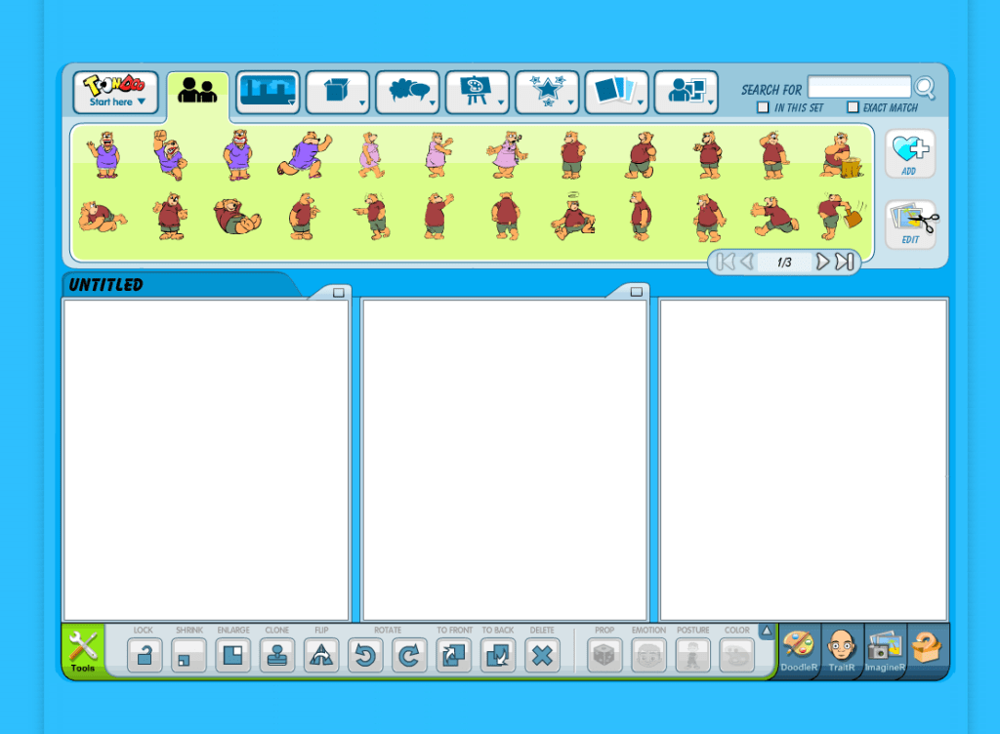 TOONDOO
Start here
SEARCH FOR
IN THIS SET
EXACT MATCH
ADD
EDIT
1/3
UNTITLED
LOCK SHRINK ENLARGE CLONE FLIP ROTATE TO FRONT TO BACK DELETE PROP EMOTION POSTURE COLOR
Tools
DoodleR TraitR ImagineR